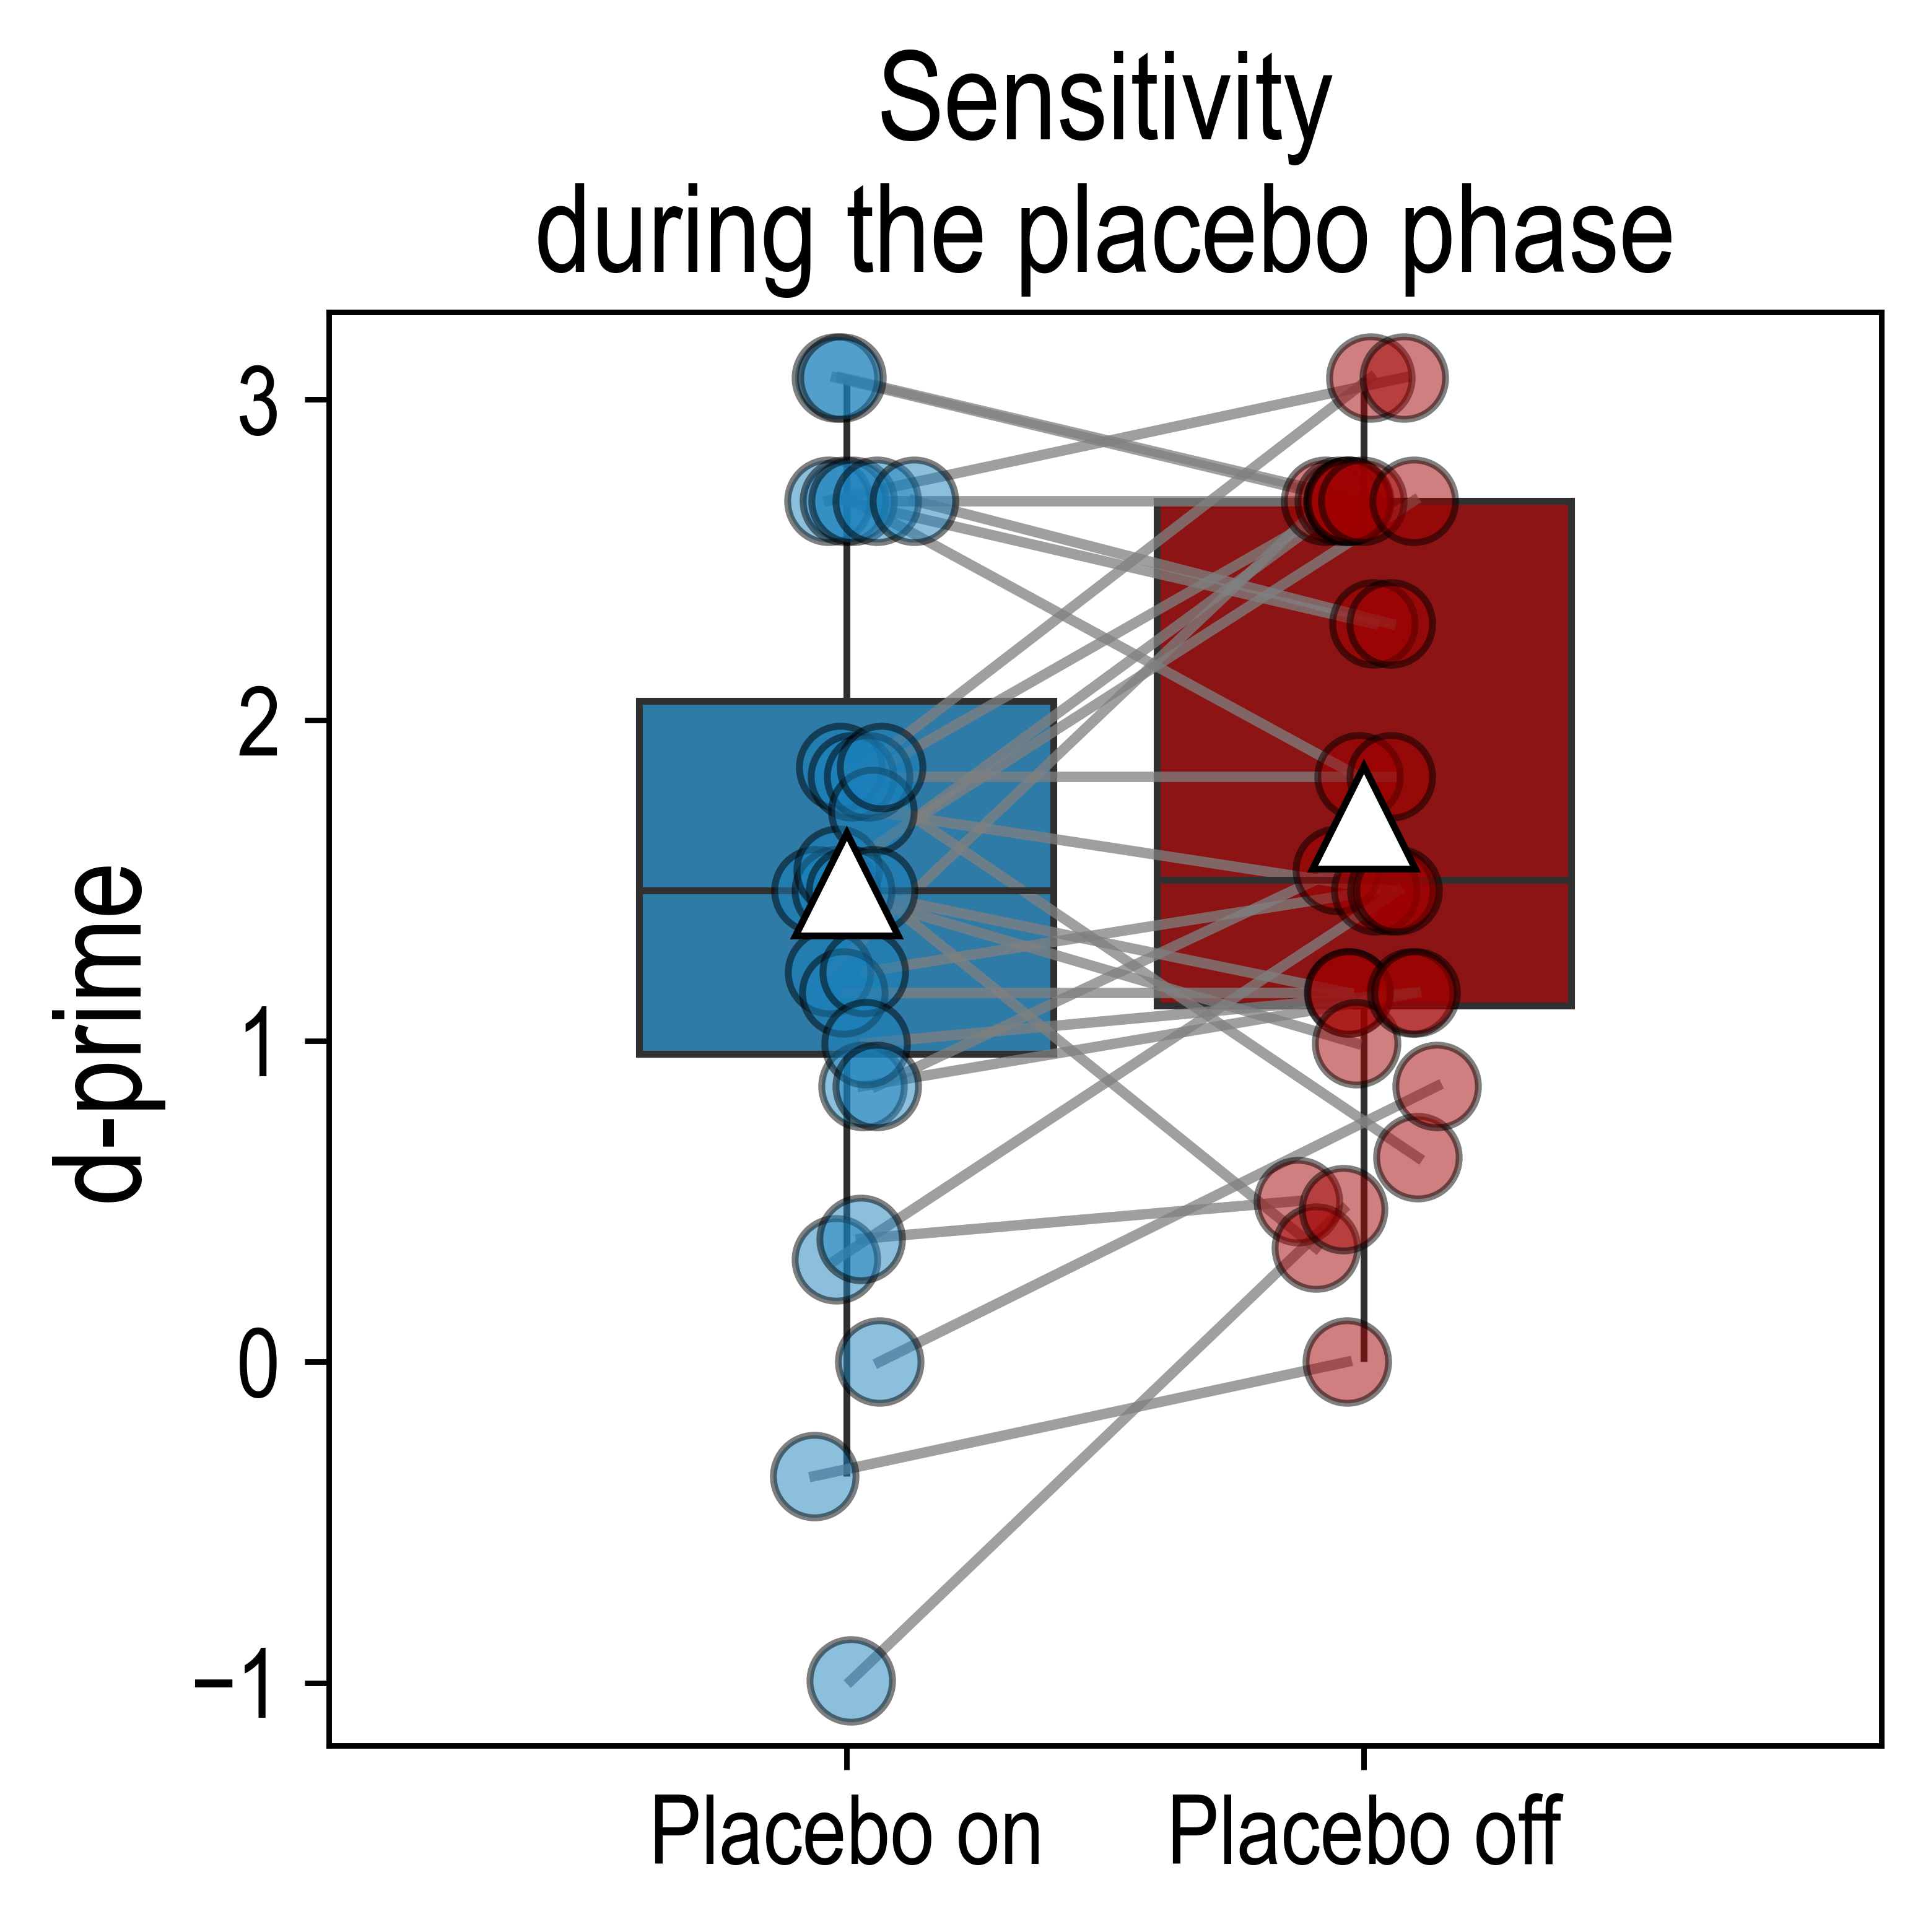 Sensitivity
during the placebo phase
d-prime
3
2
1
0
−1
Placebo on
Placebo off